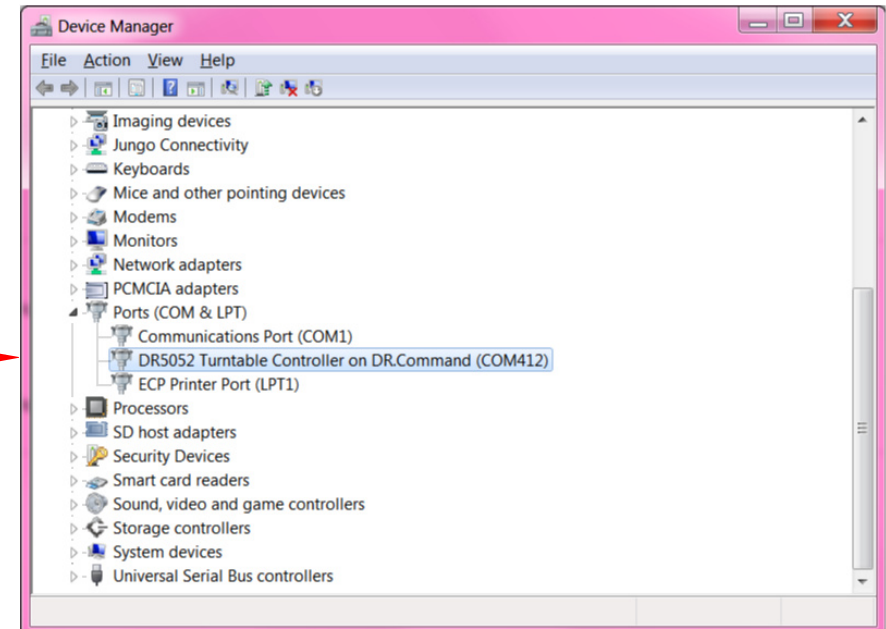 Device Manager
File Action View Help
Imaging devices
Jungo Connectivity
Keyboards
Mice and other pointing devices
Modems
Monitors
Network adapters
PCMCIA adapters
Ports (COM & LPT)
Communications Port (COM1)
DR5052 Turntable Controller on DR.Command (COM412)
ECP Printer Port (LPT1)
Processors
SD host adapters
Security Devices
Smart card readers
Sound, video and game controllers
Storage controllers
System devices
Universal Serial Bus controllers